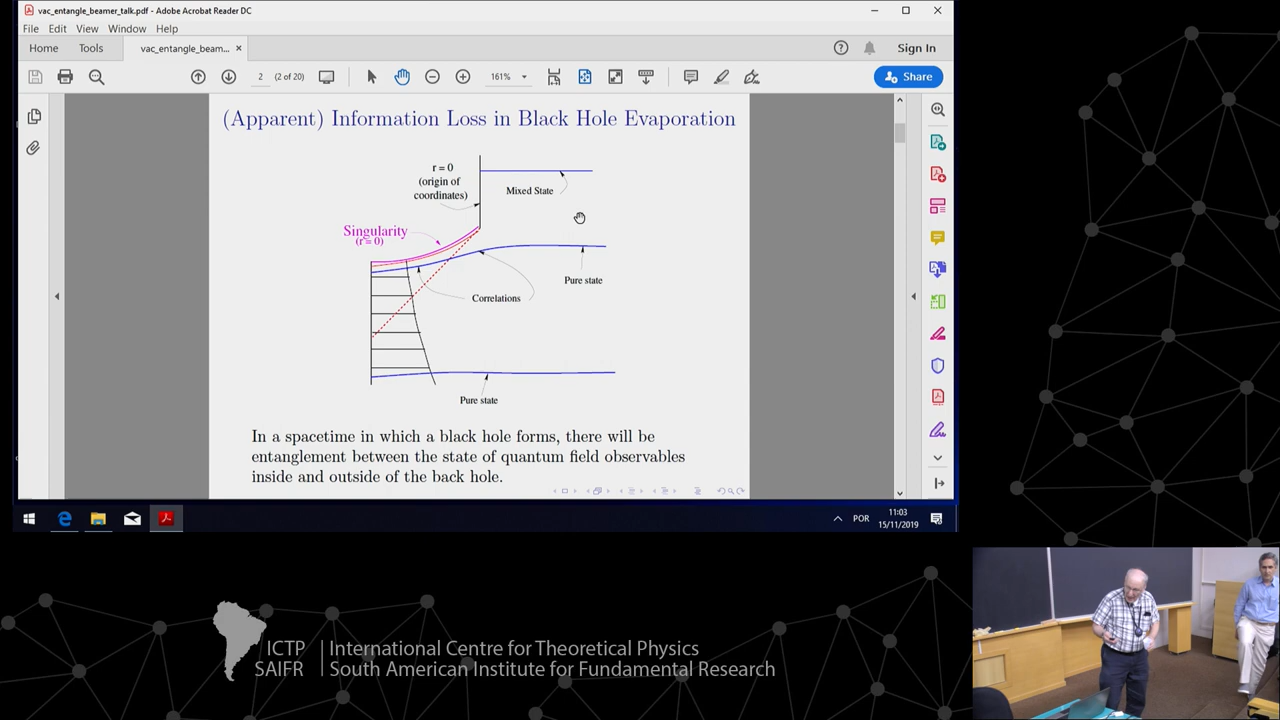 vac_entangle_beamer_talk.pdf - Adobe Acrobat Reader DC
File Edit View Window Help
Home Tools vac_entangle_beam... × Sign In
2 (2 of 20) 161% Share
(Apparent) Information Loss in Black Hole Evaporation
r = 0
(origin of
coordinates)
Mixed State
Singularity
(r = 0)
Pure state
Correlations
Pure state
In a spacetime in which a black hole forms, there will be
entanglement between the state of quantum field observables
inside and outside of the back hole.
POR
11:03
15/11/2019
ICTP
SAIFR
International Centre for Theoretical Physics
South American Institute for Fundamental Research